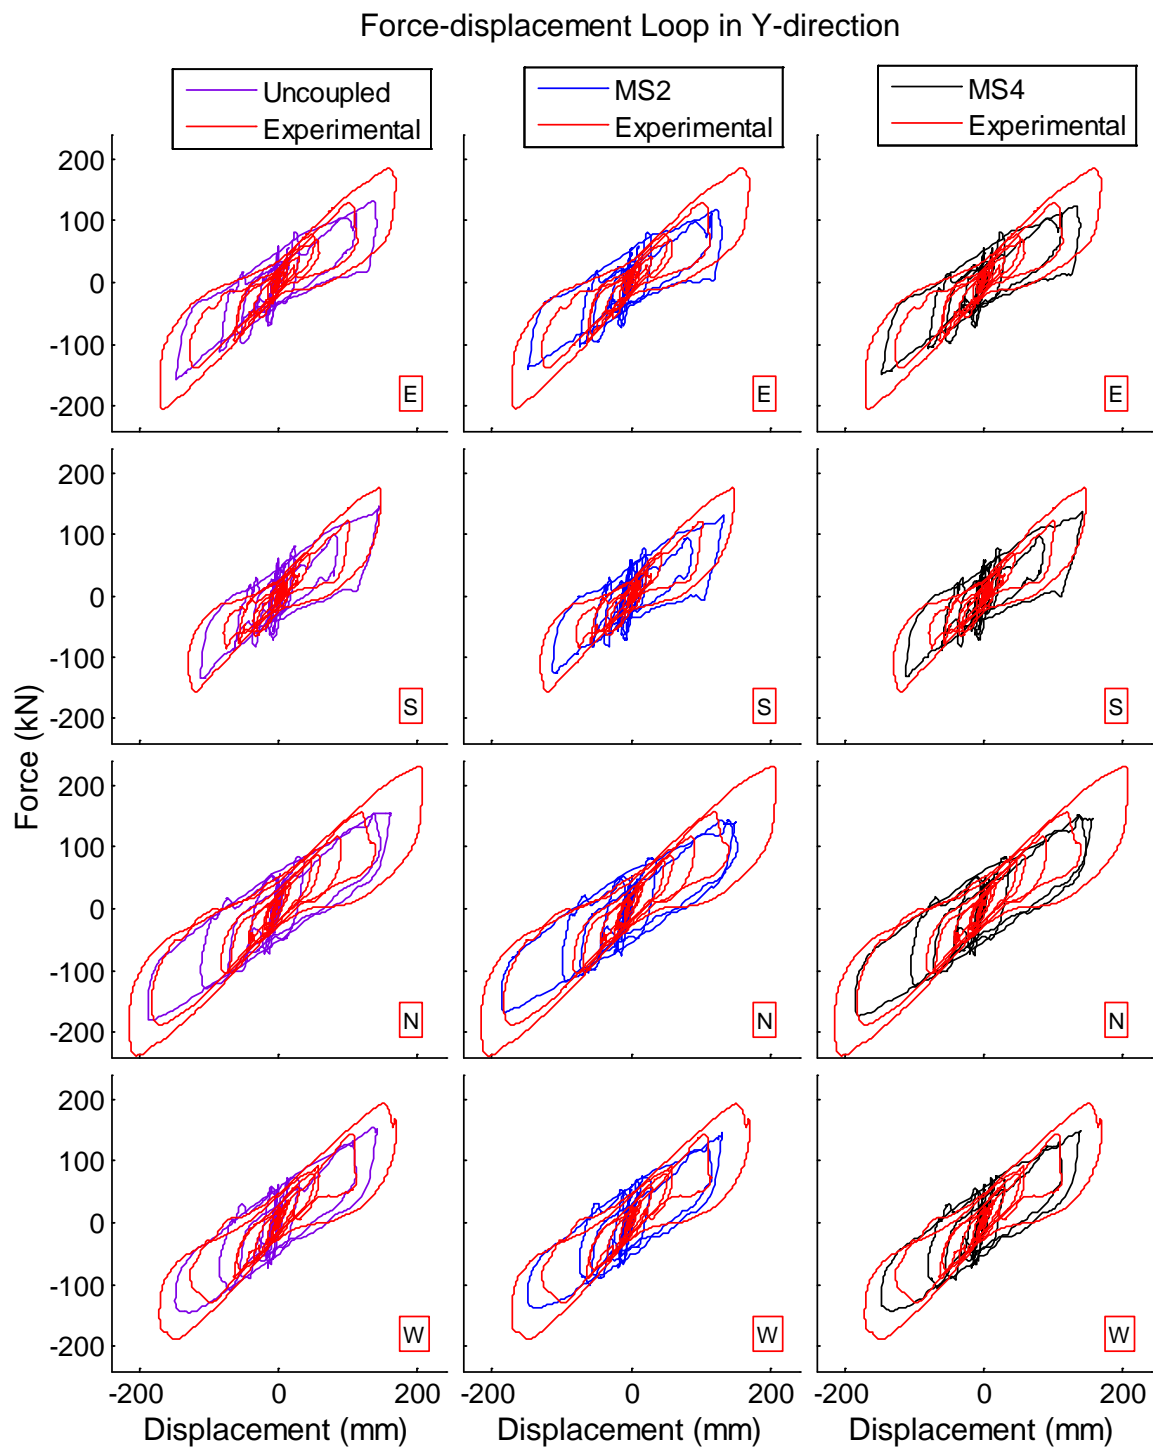 Force-displacement Loop in Y-direction
Uncoupled
Experimental
MS2
Experimental
MS4
Experimental
200
100
0
-100
-200
E
E
E
200
100
0
-100
-200
S
S
S
Force (kN)
200
100
0
-100
-200
N
N
N
200
100
0
-100
-200
W
W
W
-200 0 200
-200 0 200
-200 0 200
Displacement (mm)
Displacement (mm)
Displacement (mm)